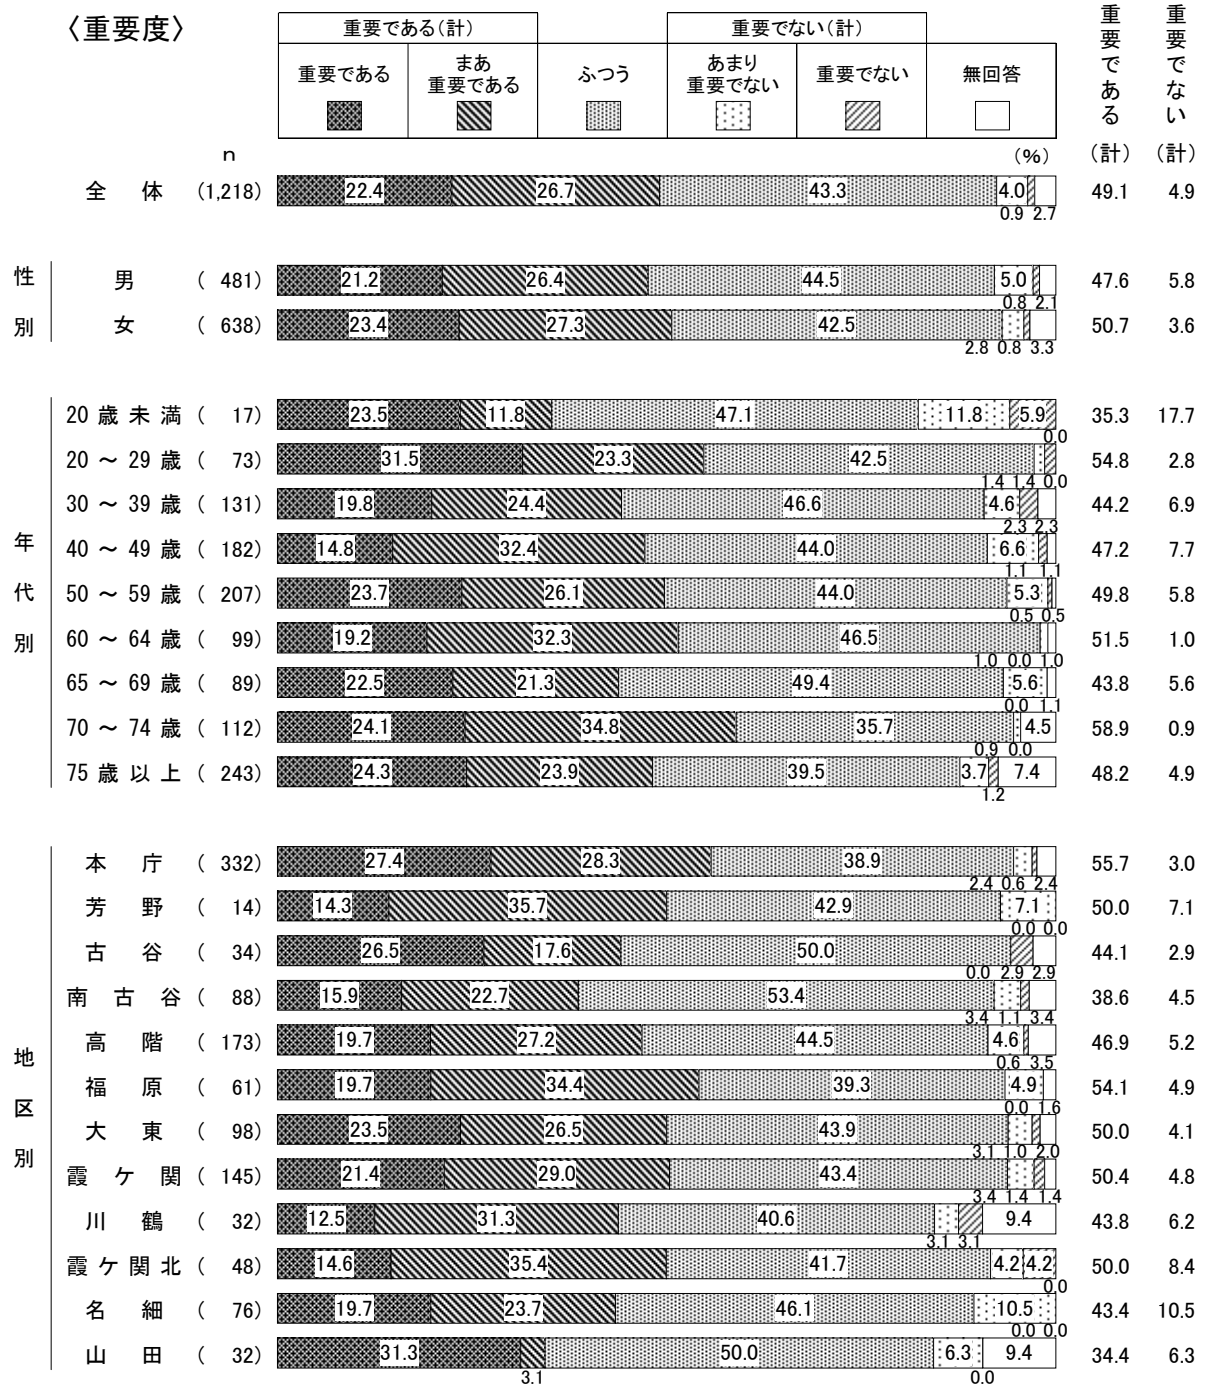 〈重要度〉
重要である(計) 重要でない(計)
重要である まあ重要である ふつう あまり重要でない 重要でない 無回答
重要である(計) 重要でない(計)
n (%)
全体 (1,218) 22.4 26.7 43.3 4.0 0.9 2.7 49.1 4.9
性別
男 ( 481) 21.2 26.4 44.5 5.0 0.8 2.1 47.6 5.8
女 ( 638) 23.4 27.3 42.5 2.8 0.8 3.3 50.7 3.6
年代別
20歳未満 ( 17) 23.5 11.8 47.1 11.8 5.9 0.0 35.3 17.7
20～29歳 ( 73) 31.5 23.3 42.5 1.4 1.4 0.0 54.8 2.8
30～39歳 ( 131) 19.8 24.4 46.6 4.6 2.3 2.3 44.2 6.9
40～49歳 ( 182) 14.8 32.4 44.0 6.6 1.1 1.1 47.2 7.7
50～59歳 ( 207) 23.7 26.1 44.0 5.3 0.5 0.5 49.8 5.8
60～64歳 ( 99) 19.2 32.3 46.5 1.0 0.0 1.0 51.5 1.0
65～69歳 ( 89) 22.5 21.3 49.4 5.6 0.0 1.1 43.8 5.6
70～74歳 ( 112) 24.1 34.8 35.7 0.9 0.0 4.5 58.9 0.9
75歳以上 ( 243) 24.3 23.9 39.5 3.7 1.2 7.4 48.2 4.9
地区別
本庁 ( 332) 27.4 28.3 38.9 2.4 0.6 2.4 55.7 3.0
芳野 ( 14) 14.3 35.7 42.9 7.1 0.0 0.0 50.0 7.1
古谷 ( 34) 26.5 17.6 50.0 0.0 2.9 2.9 44.1 2.9
南古谷 ( 88) 15.9 22.7 53.4 3.4 1.1 3.4 38.6 4.5
高階 ( 173) 19.7 27.2 44.5 4.6 0.6 3.5 46.9 5.2
福原 ( 61) 19.7 34.4 39.3 4.9 0.0 1.6 54.1 4.9
大東 ( 98) 23.5 26.5 43.9 3.1 1.0 2.0 50.0 4.1
霞ケ関 ( 145) 21.4 29.0 43.4 3.4 1.4 1.4 50.4 4.8
川鶴 ( 32) 12.5 31.3 40.6 3.1 3.1 9.4 43.8 6.2
霞ケ関北 ( 48) 14.6 35.4 41.7 4.2 4.2 0.0 50.0 8.4
名細 ( 76) 19.7 23.7 46.1 10.5 0.0 0.0 43.4 10.5
山田 ( 32) 31.3 3.1 50.0 6.3 0.0 9.4 34.4 6.3